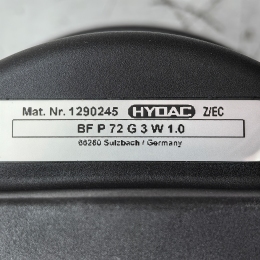 Mat. Nr. 1290245 HYDAC Z/EC
BF P 72 G 3 W 1.0
66280 Sulzbach / Germany